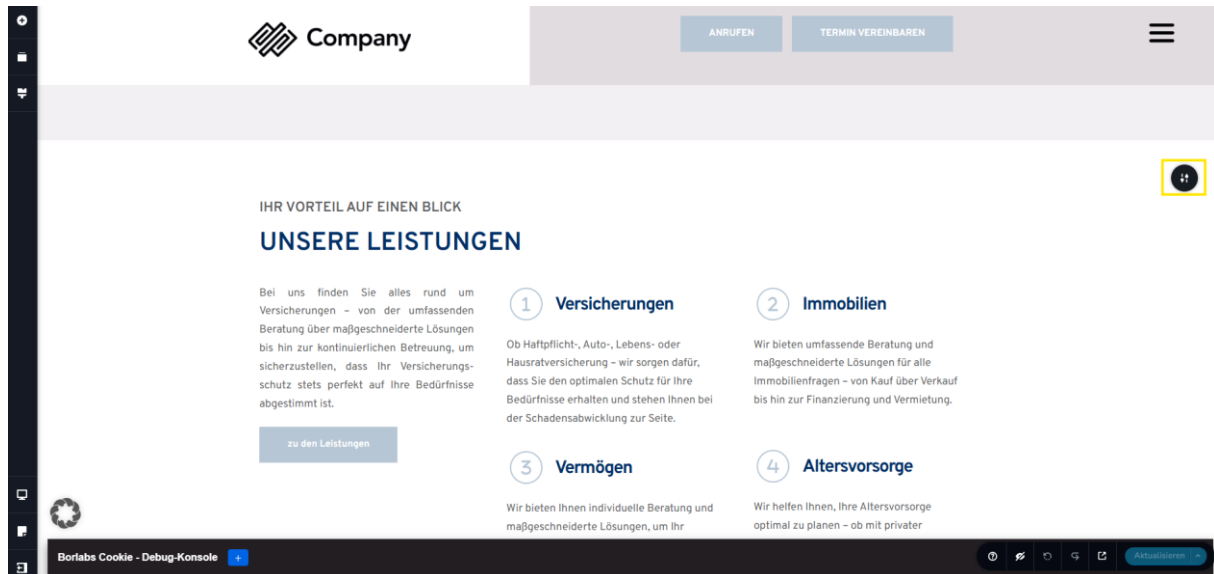 Company
ANRUFEN
TERMIN VEREINBAREN
IHR VORTEIL AUF EINEN BLICK
UNSERE LEISTUNGEN
Bei uns finden Sie alles rund um
Versicherungen – von der umfassenden
Beratung über maßgeschneiderte Lösungen
bis hin zur kontinuierlichen Betreuung, um
sicherzustellen, dass Ihr Versicherungs-
schutz stets perfekt auf Ihre Bedürfnisse
abgestimmt ist.
zu den Leistungen
1 Versicherungen
Ob Haftpflicht-, Auto-, Lebens- oder
Hausratversicherung – wir sorgen dafür,
dass Sie den optimalen Schutz für Ihre
Bedürfnisse erhalten und stehen Ihnen bei
der Schadensabwicklung zur Seite.
2 Immobilien
Wir bieten umfassende Beratung und
maßgeschneiderte Lösungen für alle
Immobilienfragen – von Kauf über Verkauf
bis hin zur Finanzierung und Vermietung.
3 Vermögen
Wir bieten Ihnen individuelle Beratung und
maßgeschneiderte Lösungen, um Ihr
4 Altersvorsorge
Wir helfen Ihnen, Ihre Altersvorsorge
optimal zu planen – ob mit privater
Borlabs Cookie - Debug-Konsole +
Aktualisieren